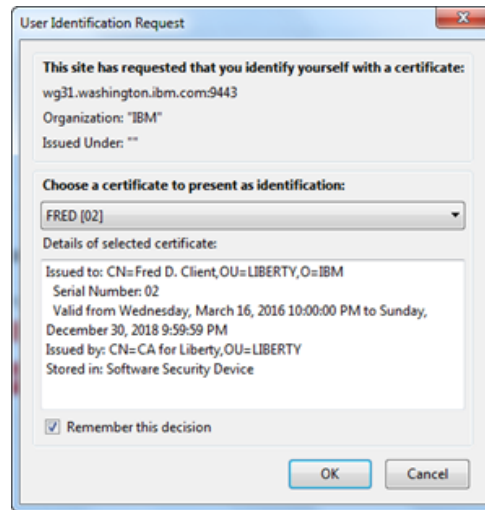 User Identification Request
This site has requested that you identify yourself with a certificate:
wg31.washington.ibm.com:9443
Organization: "IBM"
Issued Under: ""
Choose a certificate to present as identification:
FRED [02]
Details of selected certificate:
Issued to: CN=Fred D. Client,OU=LIBERTY,O=IBM
Serial Number: 02
Valid from Wednesday, March 16, 2016 10:00:00 PM to Sunday,
December 30, 2018 9:59:59 PM
Issued by: CN=CA for Liberty,OU=LIBERTY
Stored in: Software Security Device
Remember this decision
OK
Cancel